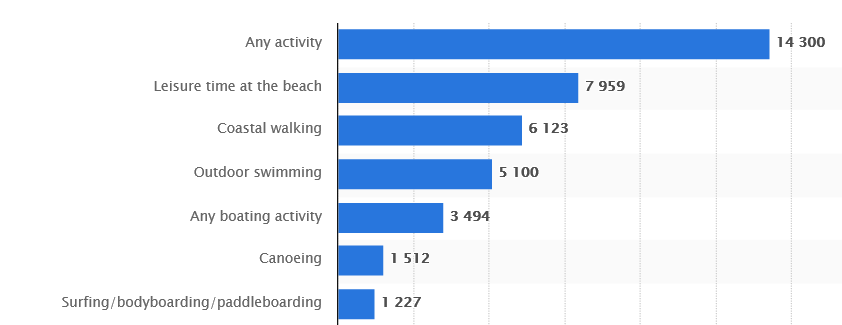 Any activity 14 300
Leisure time at the beach 7 959
Coastal walking 6 123
Outdoor swimming 5 100
Any boating activity 3 494
Canoeing 1 512
Surfing/bodyboarding/paddleboarding 1 227